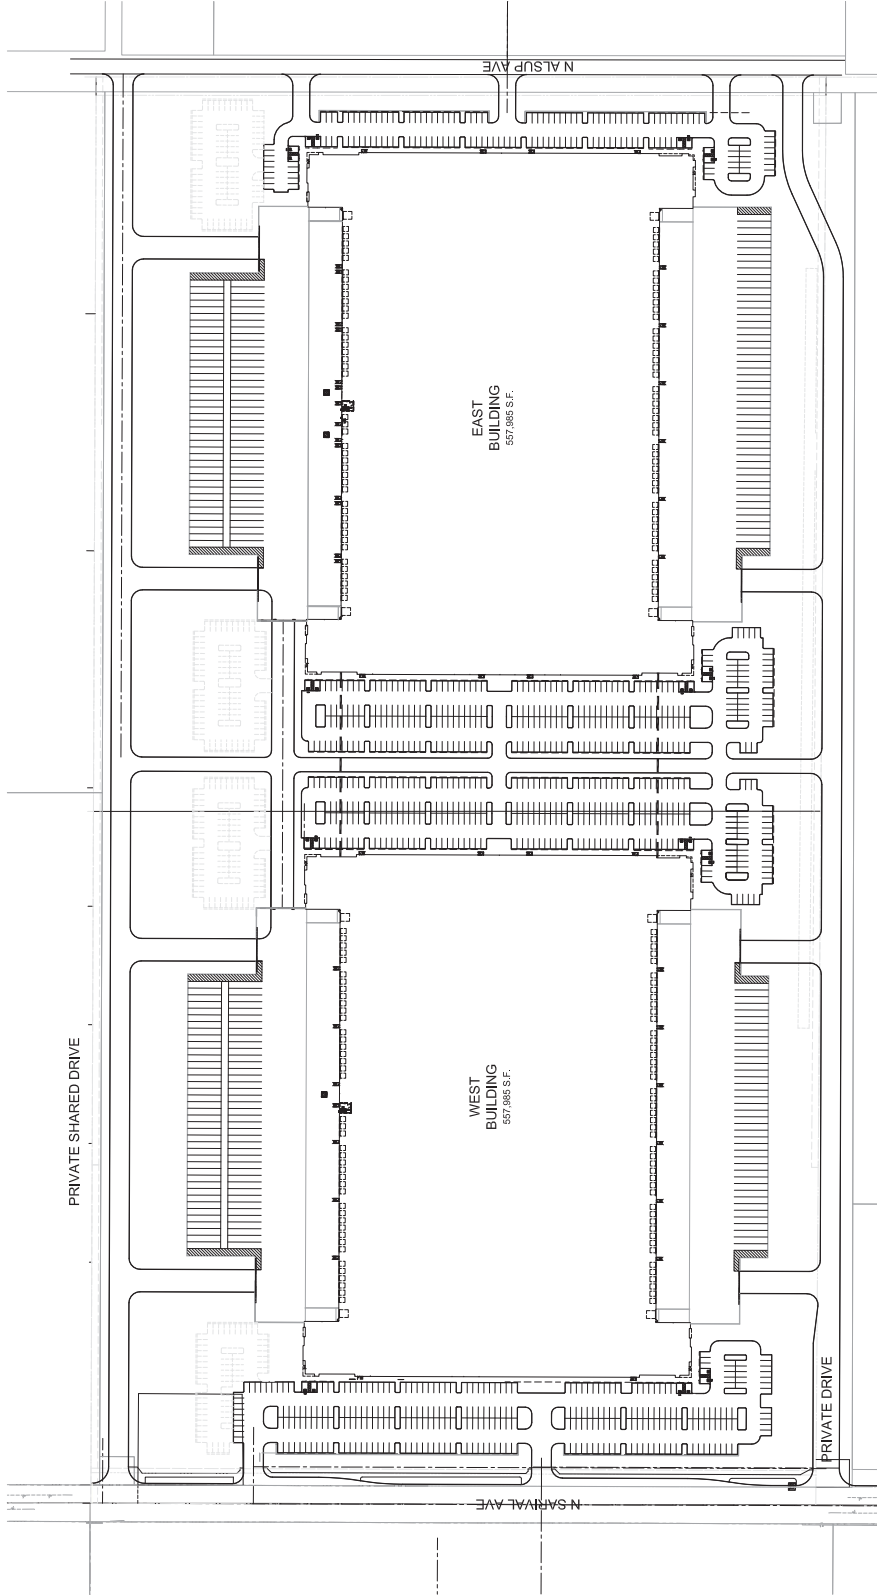 N ALSUP AVE
EAST
BUILDING
557,985 S.F.
PRIVATE SHARED DRIVE
WEST
BUILDING
557,985 S.F.
PRIVATE DRIVE
N SARIVAL AVE